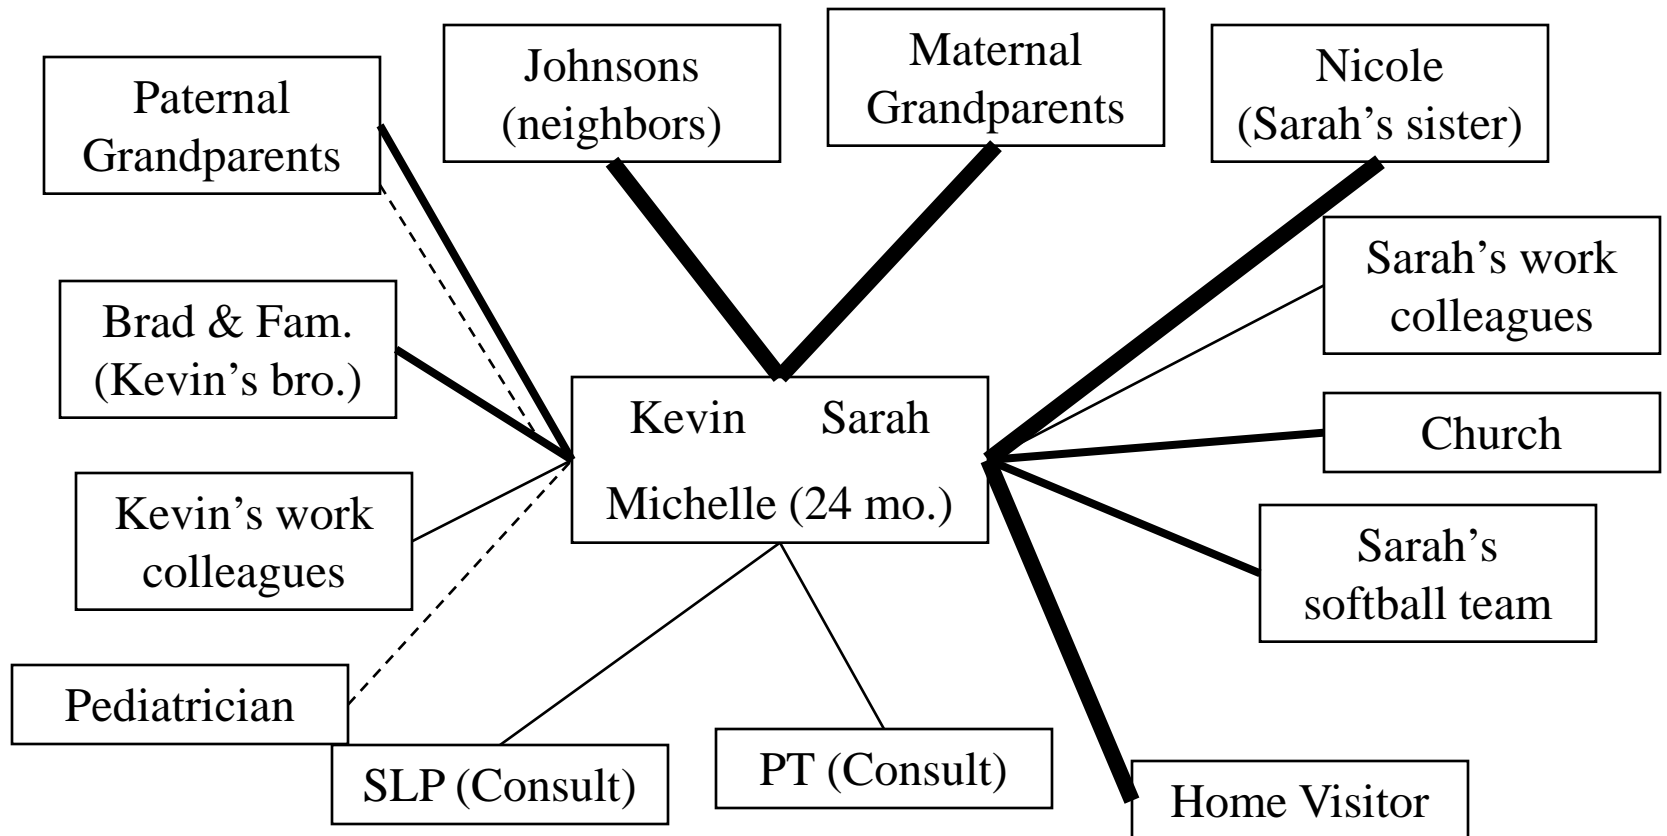 Paternal
Grandparents
Johnsons
(neighbors)
Maternal
Grandparents
Nicole
(Sarah’s sister)
Sarah’s work
colleagues
Brad & Fam.
(Kevin’s bro.)
Kevin Sarah
Michelle (24 mo.)
Church
Kevin’s work
colleagues
Sarah’s
softball team
Pediatrician
SLP (Consult)
PT (Consult)
Home Visitor